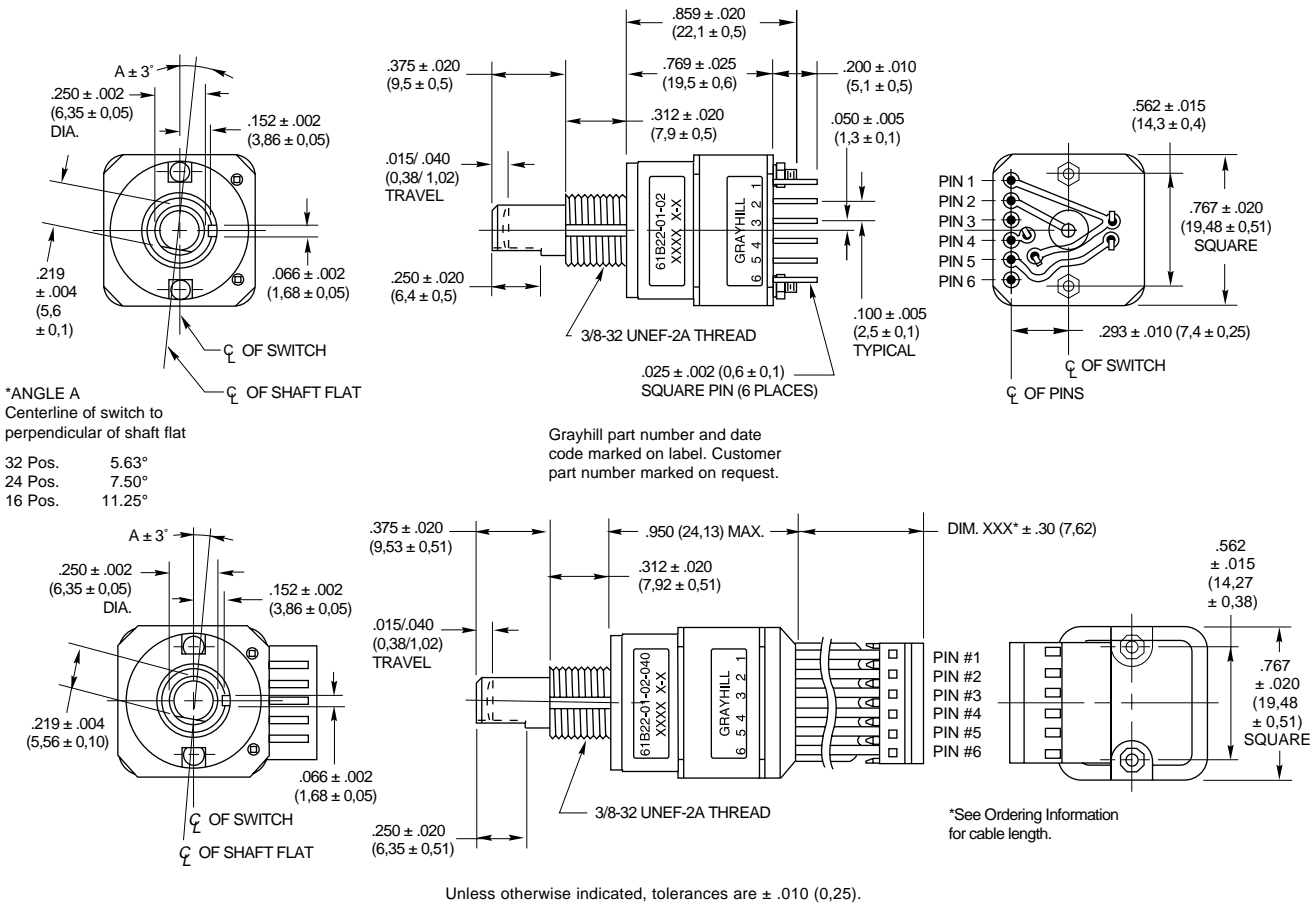 A ± 3°
.250 ± .002
(6,35 ± 0,05)
DIA.
.152 ± .002
(3,86 ± 0,05)
.219
± .004
(5,6
± 0,1)
.066 ± .002
(1,68 ± 0,05)
C L OF SWITCH
C L OF SHAFT FLAT
*ANGLE A
Centerline of switch to
perpendicular of shaft flat
32 Pos. 5.63°
24 Pos. 7.50°
16 Pos. 11.25°
.859 ± .020
(22,1 ± 0,5)
.375 ± .020
(9,5 ± 0,5)
.769 ± .025
(19,5 ± 0,6)
.200 ± .010
(5,1 ± 0,5)
.312 ± .020
(7,9 ± 0,5)
.050 ± .005
(1,3 ± 0,1)
.015/ .040
(0,38/ 1,02)
TRAVEL
61B22-01-02
XXXX X-X
GRAYHILL
6 5 4 3 2 1
.250 ± .020
(6,4 ± 0,5)
3/8-32 UNEF-2A THREAD
.100 ± .005
(2,5 ± 0,1)
TYPICAL
.025 ± .002 (0,6 ± 0,1)
SQUARE PIN (6 PLACES)
Grayhill part number and date
code marked on label. Customer
part number marked on request.
.562 ± .015
(14,3 ± 0,4)
PIN 1
PIN 2
PIN 3
PIN 4
PIN 5
PIN 6
.767 ± .020
(19,48 ± 0,51)
SQUARE
.293 ± .010 (7,4 ± 0,25)
C L OF SWITCH
C L OF PINS
A ± 3°
.250 ± .002
(6,35 ± 0,05)
DIA.
.152 ± .002
(3,86 ± 0,05)
.219 ± .004
(5,56 ± 0,10)
.066 ± .002
(1,68 ± 0,05)
C L OF SWITCH
C L OF SHAFT FLAT
.375 ± .020
(9,53 ± 0,51)
.950 (24,13) MAX.
DIM. XXX* ± .30 (7,62)
.312 ± .020
(7,92 ± 0,51)
.015/.040
(0,38/1,02)
TRAVEL
61B22-01-02-040
XXXX X-X
GRAYHILL
6 5 4 3 2 1
PIN #1
PIN #2
PIN #3
PIN #4
PIN #5
PIN #6
3/8-32 UNEF-2A THREAD
.250 ± .020
(6,35 ± 0,51)
.562
± .015
(14,27
± 0,38)
.767
± .020
(19,48
± 0,51)
SQUARE
*See Ordering Information
for cable length.
Unless otherwise indicated, tolerances are ± .010 (0,25).